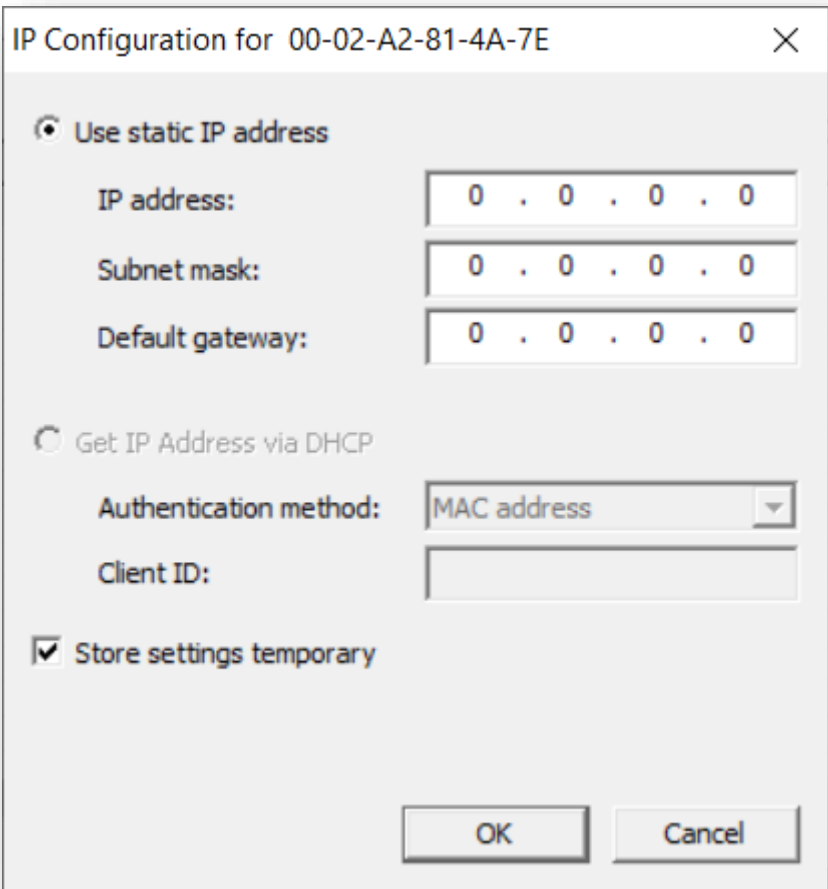 IP Configuration for 00-02-A2-81-4A-7E
Use static IP address
IP address: 0 . 0 . 0 . 0
Subnet mask: 0 . 0 . 0 . 0
Default gateway: 0 . 0 . 0 . 0
Get IP Address via DHCP
Authentication method: MAC address
Client ID:
Store settings temporary
OK Cancel